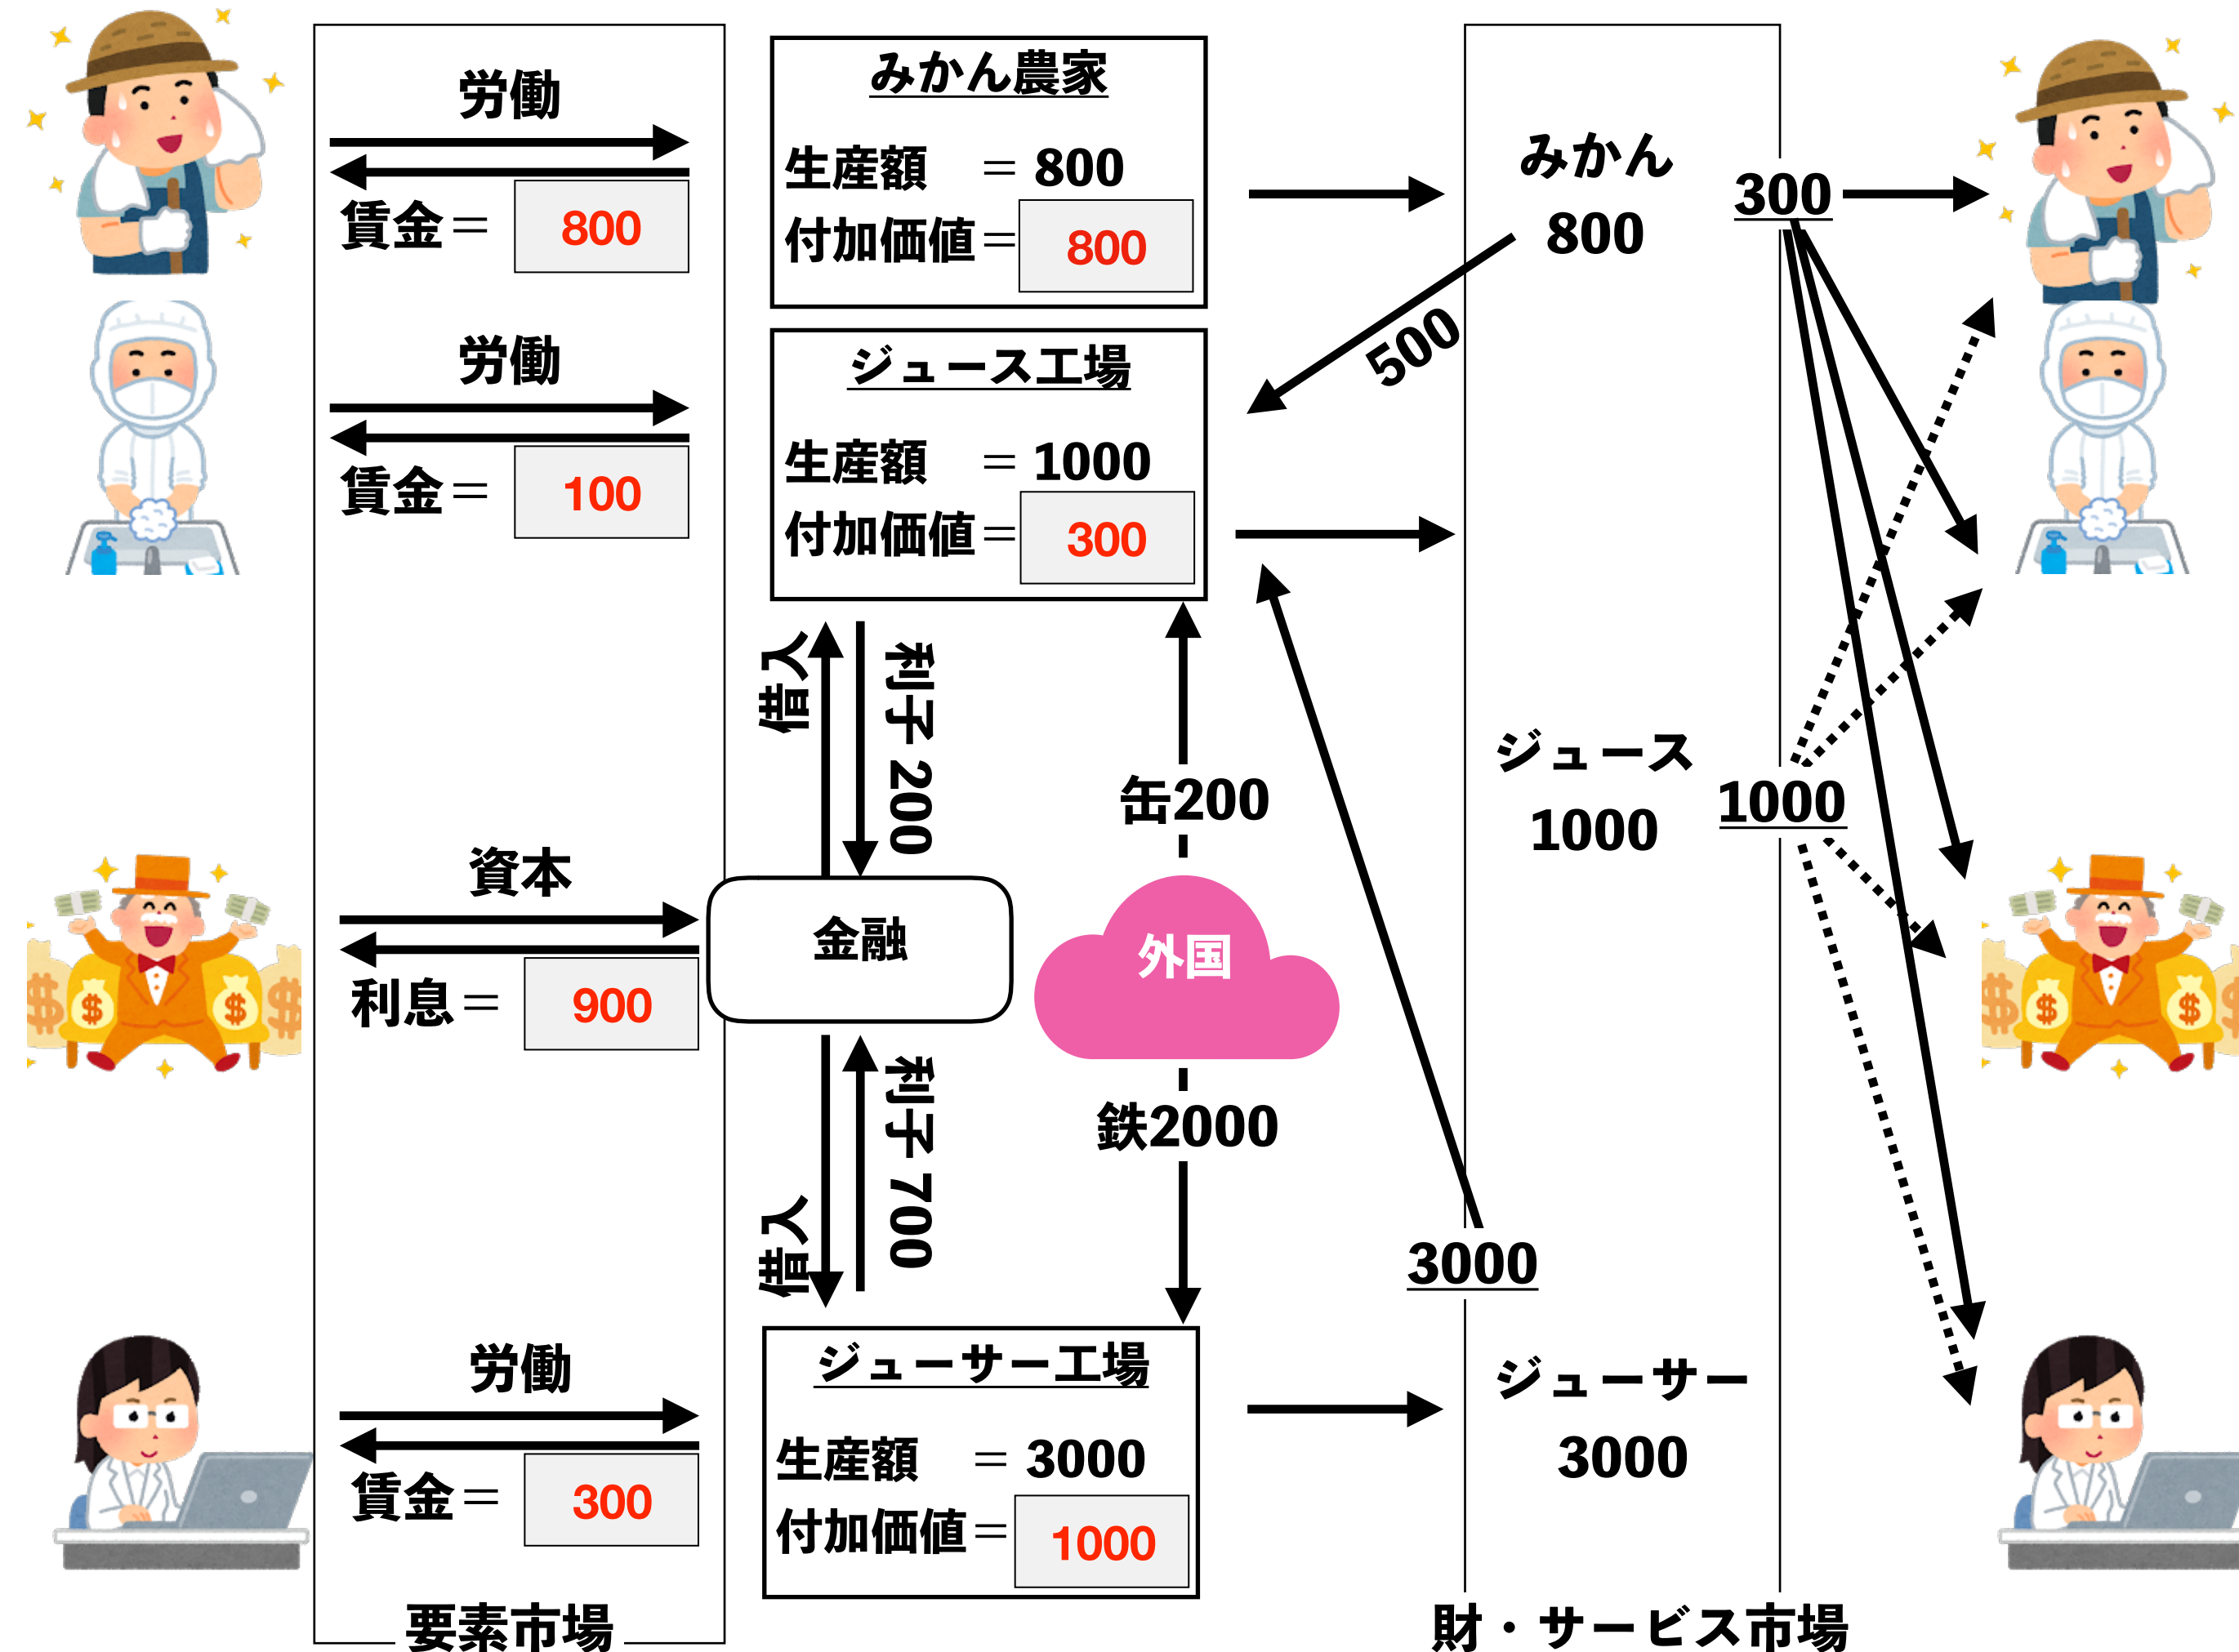 労働
賃金＝ 800
労働
賃金＝ 100
資本
利息＝ 900
労働
賃金＝ 300
要素市場
みかん農家
生産額 ＝ 800
付加価値＝ 800
ジュース工場
生産額 ＝ 1000
付加価値＝ 300
借入
利子 200
金融
借入
利子 700
缶200
外国
鉄2000
ジューサー工場
生産額 ＝ 3000
付加価値＝ 1000
みかん
800
300
500
ジュース
1000
1000
3000
ジューサー
3000
財・サービス市場
$
$
$
$
$
$
$
$